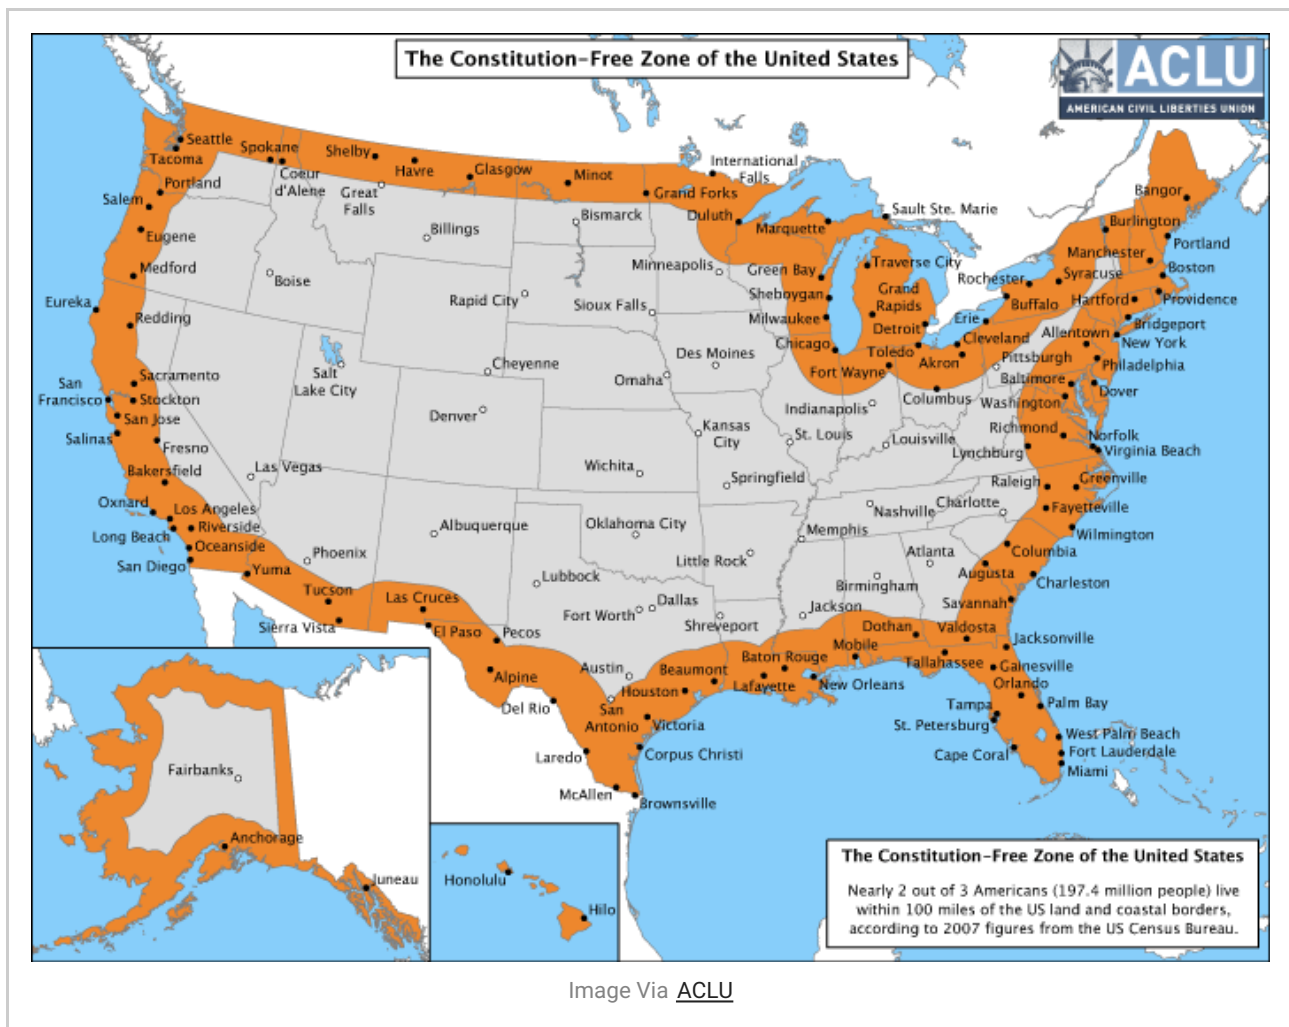 The Constitution-Free Zone of the United States
ACLU
AMERICAN CIVIL LIBERTIES UNION
Seattle
Tacoma
Spokane
Coeur
d'Alene
Shelby
Havre
Great
Falls
Glasgow
Minot
Grand Forks
International
Falls
Duluth
Portland
Salem
Eugene
Medford
Boise
Billings
Bismarck
Minneapolis
Marquette
Sault Ste. Marie
Bangor
Burlington
Portland
Manchester
Boston
Green Bay
Traverse City
Rochester
Syracuse
Sheboygan
Grand
Rapids
Buffalo
Hartford
Providence
Milwaukee
Detroit
Erie
Bridgeport
Eureka
Redding
Rapid City
Sioux Falls
Chicago
Toledo
Cleveland
Allentown
New York
Fort Wayne
Akron
Pittsburgh
Philadelphia
Salt
Lake City
Cheyenne
Des Moines
Omaha
Baltimore
Dover
Columbus
Washington
Sacramento
San
Francisco
Stockton
San Jose
Salinas
Fresno
Denver
Indianapolis
Kansas
City
St. Louis
Louisville
Richmond
Norfolk
Lynchburg
Virginia Beach
Bakersfield
Las Vegas
Wichita
Springfield
Raleigh
Greenville
Oxnard
Los Angeles
Long Beach
Riverside
Oceanside
San Diego
Yuma
Phoenix
Albuquerque
Oklahoma City
Nashville
Charlotte
Fayetteville
Memphis
Wilmington
Little Rock
Atlanta
Columbia
Birmingham
Augusta
Charleston
Tucson
Sierra Vista
Las Cruces
El Paso
Lubbock
Fort Worth
Dallas
Shreveport
Jackson
Savannah
Pecos
Dothan
Valdosta
Jacksonville
Alpine
Austin
Beaumont
Baton Rouge
Mobile
Tallahassee
Gainesville
Del Rio
Houston
Lafayette
New Orleans
Orlando
San
Antonio
Victoria
Tampa
St. Petersburg
Palm Bay
Laredo
Corpus Christi
Cape Coral
West Palm Beach
Fort Lauderdale
Miami
McAllen
Brownsville
Fairbanks
Anchorage
Juneau
Honolulu
Hilo
The Constitution-Free Zone of the United States
Nearly 2 out of 3 Americans (197.4 million people) live
within 100 miles of the US land and coastal borders,
according to 2007 figures from the US Census Bureau.
Image Via ACLU